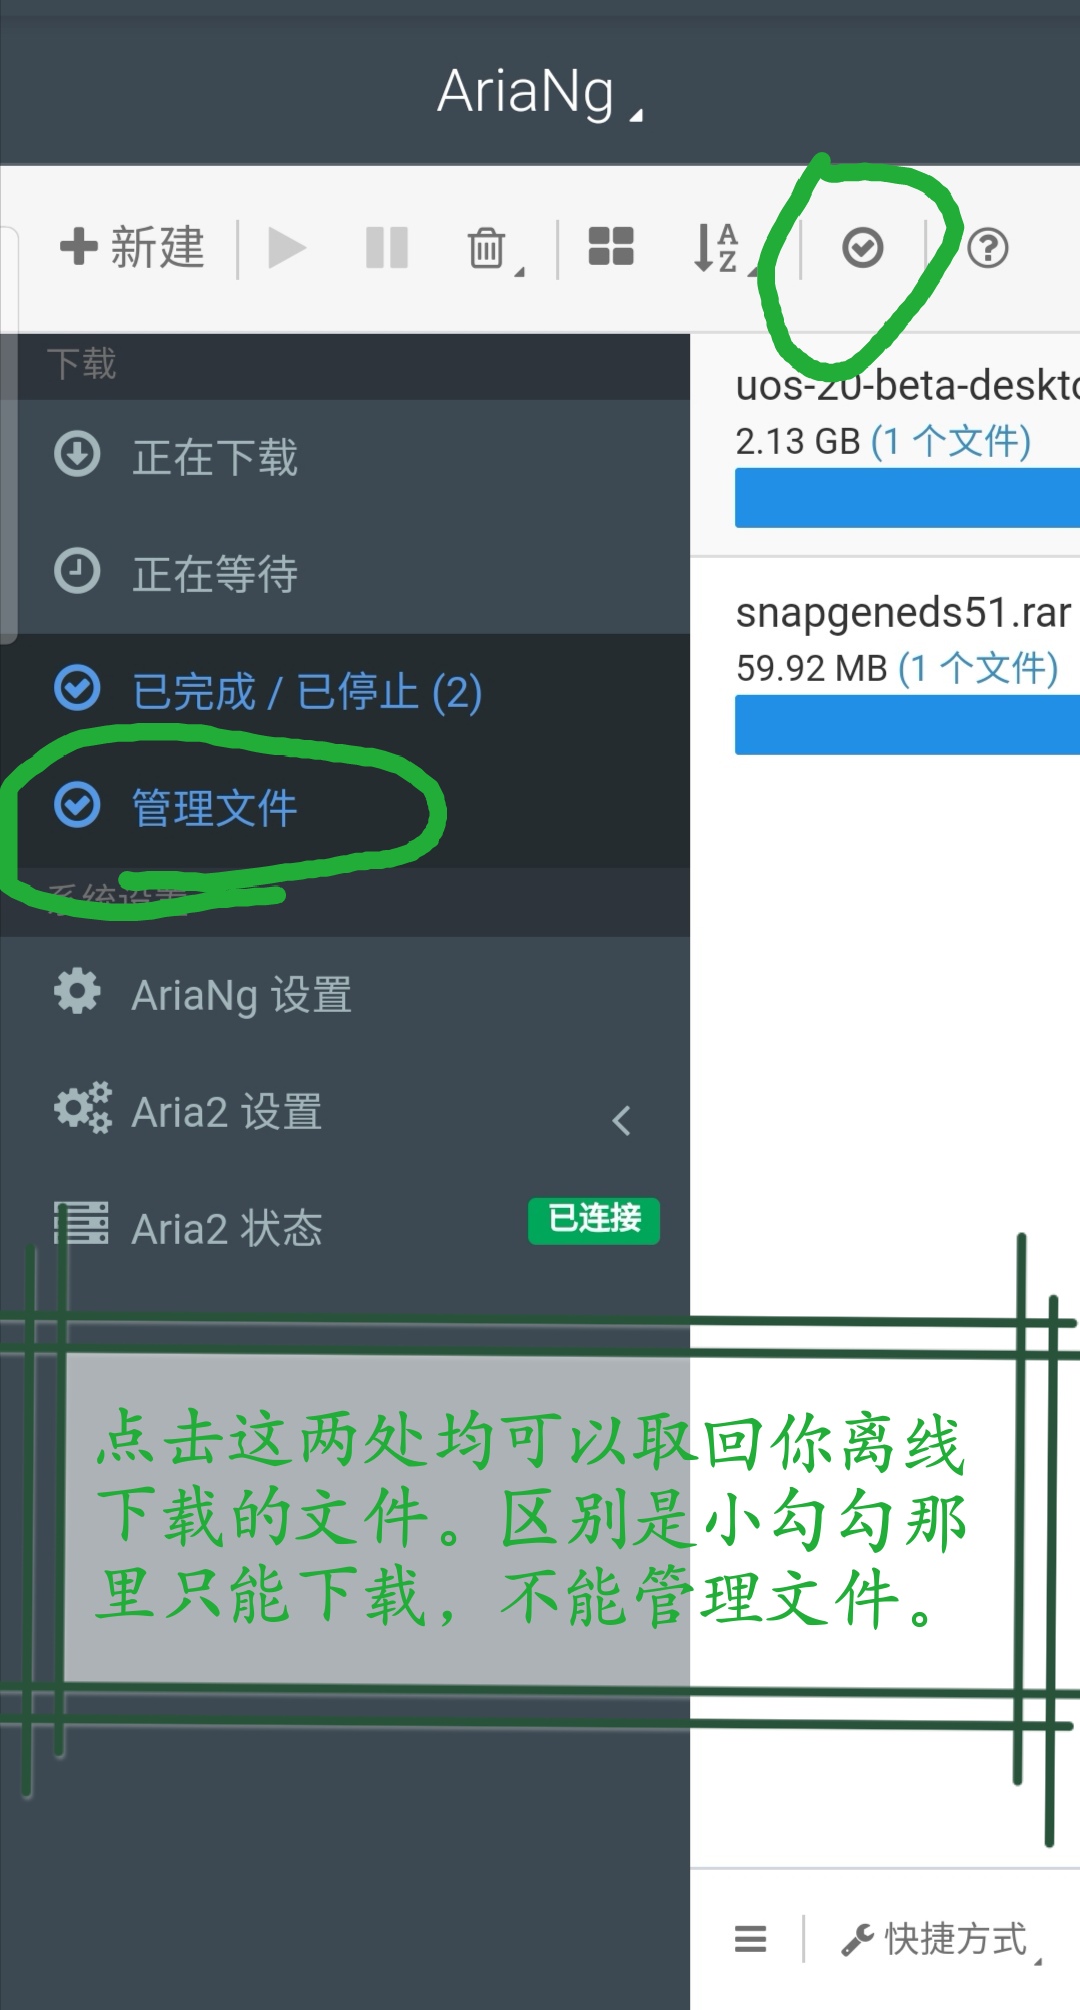 AriaNg
新建
A
Z
下载
正在下载
正在等待
已完成 / 已停止 (2)
管理文件
系统设置
AriaNg 设置
Aria2 设置
Aria2 状态
已连接
uos-20-beta-deskto
2.13 GB (1 个文件)
snapgeneds51.rar
59.92 MB (1 个文件)
点击这两处均可以取回你离线
下载的文件。区别是小勾勾那
里只能下载，不能管理文件。
快捷方式